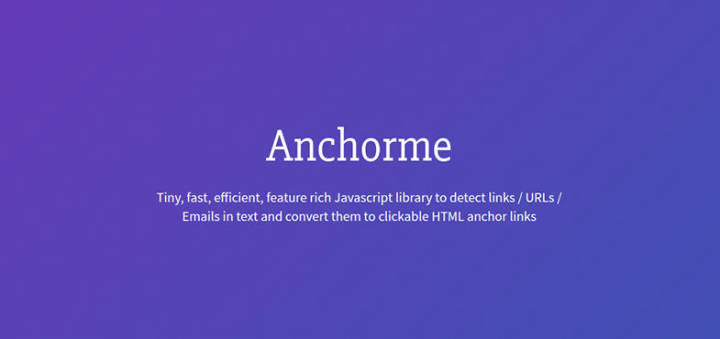 Anchorme
Tiny, fast, efficient, feature rich Javascript library to detect links / URLs /
Emails in text and convert them to clickable HTML anchor links